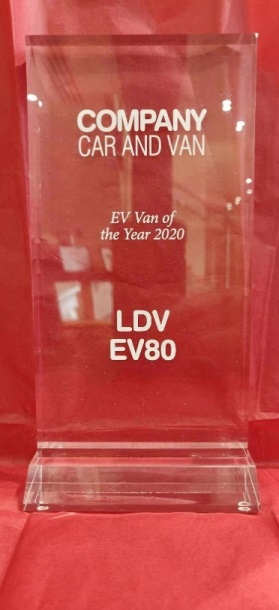 COMPANY
CAR AND VAN
EV Van of
the Year 2020
LDV
EV80